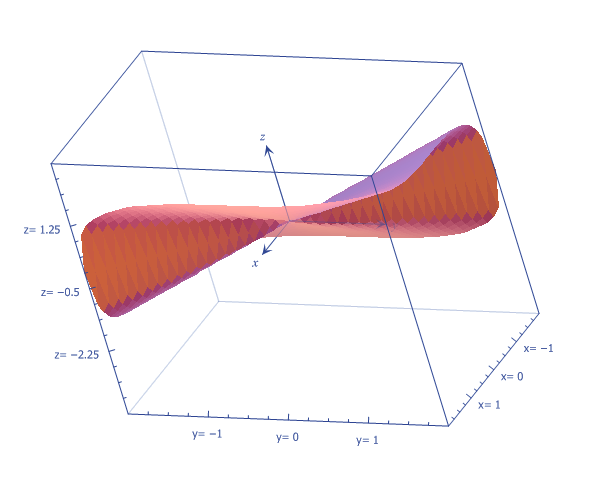 z
z= 1.25
x
z= −0.5
x= −1
z= −2.25
x= 0
x= 1
y= −1
y= 0
y= 1